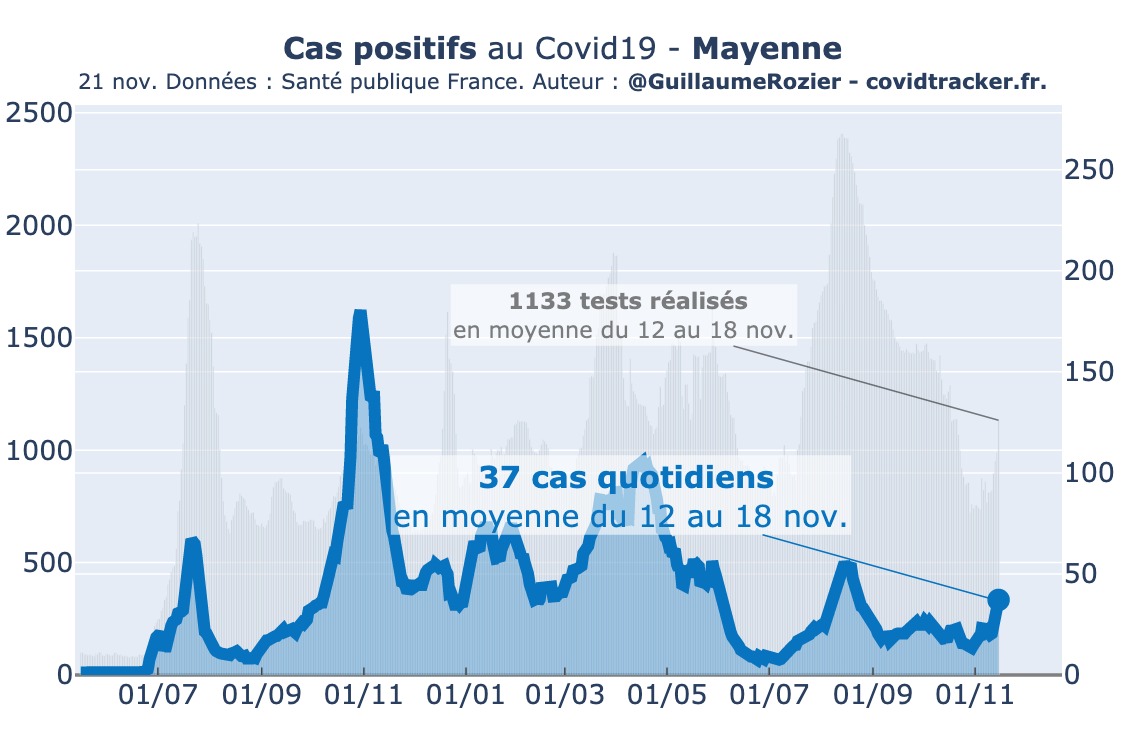 Cas positifs au Covid19 - Mayenne
21 nov. Données : Santé publique France. Auteur : @GuillaumeRozier - covidtracker.fr.
2500
2000
1500
1000
500
0
250
200
150
100
50
0
1133 tests réalisés
en moyenne du 12 au 18 nov.
37 cas quotidiens
en moyenne du 12 au 18 nov.
01/07 01/09 01/11 01/01 01/03 01/05 01/07 01/09 01/11